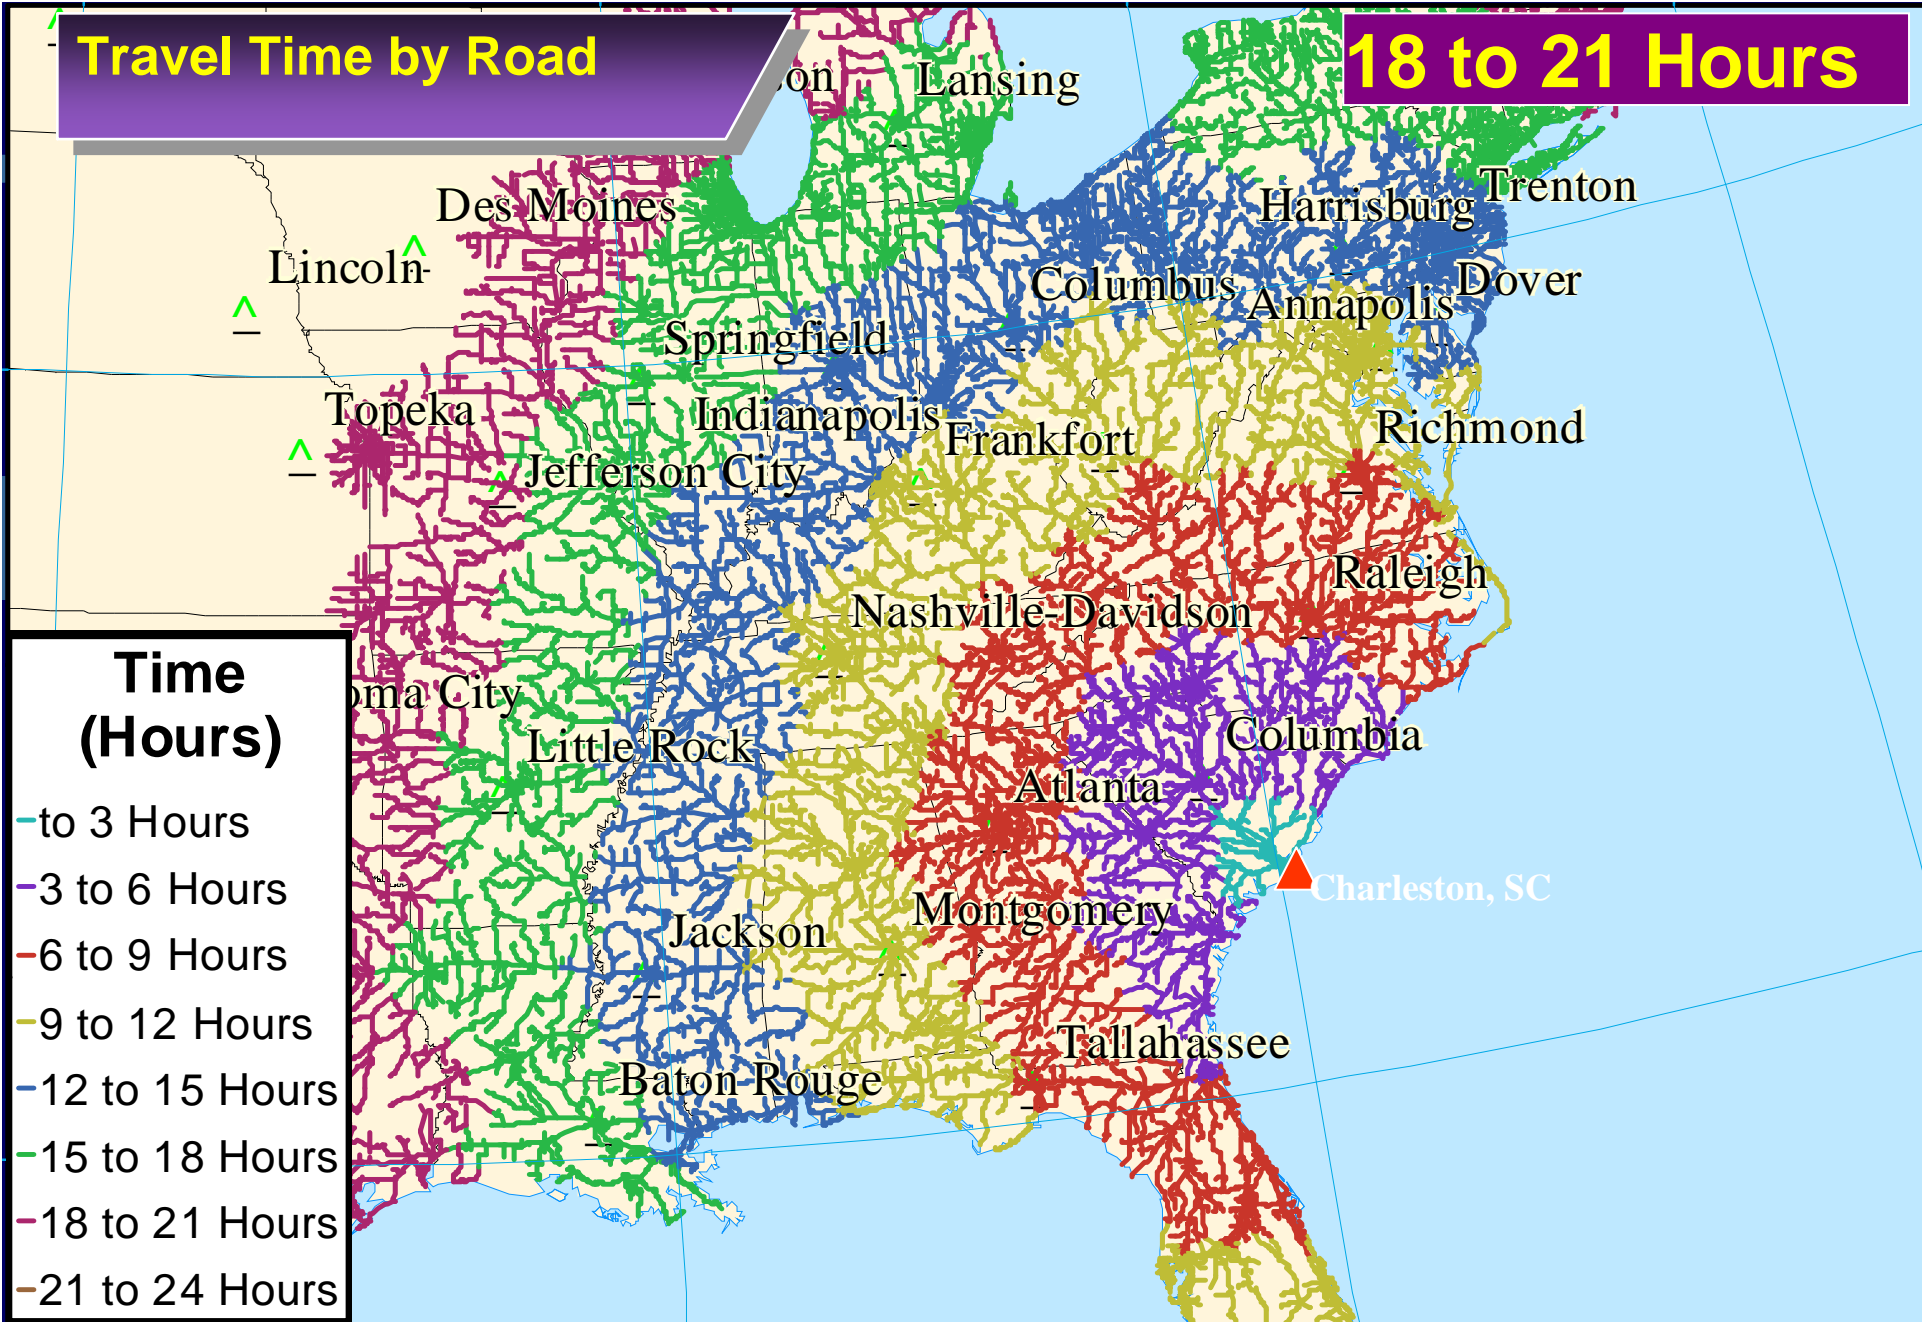 Travel Time by Road
18 to 21 Hours
son
Lansing
Des Moines
Harrisburg
Trenton
Lincoln
Columbus
Annapolis
Dover
Springfield
Topeka
Indianapolis
Frankfort
Richmond
Jefferson City
Raleigh
Nashville-Davidson
oma City
Little Rock
Columbia
Atlanta
Charleston, SC
Montgomery
Jackson
Tallahassee
Baton Rouge
Time
(Hours)
to 3 Hours
3 to 6 Hours
6 to 9 Hours
9 to 12 Hours
12 to 15 Hours
15 to 18 Hours
18 to 21 Hours
21 to 24 Hours